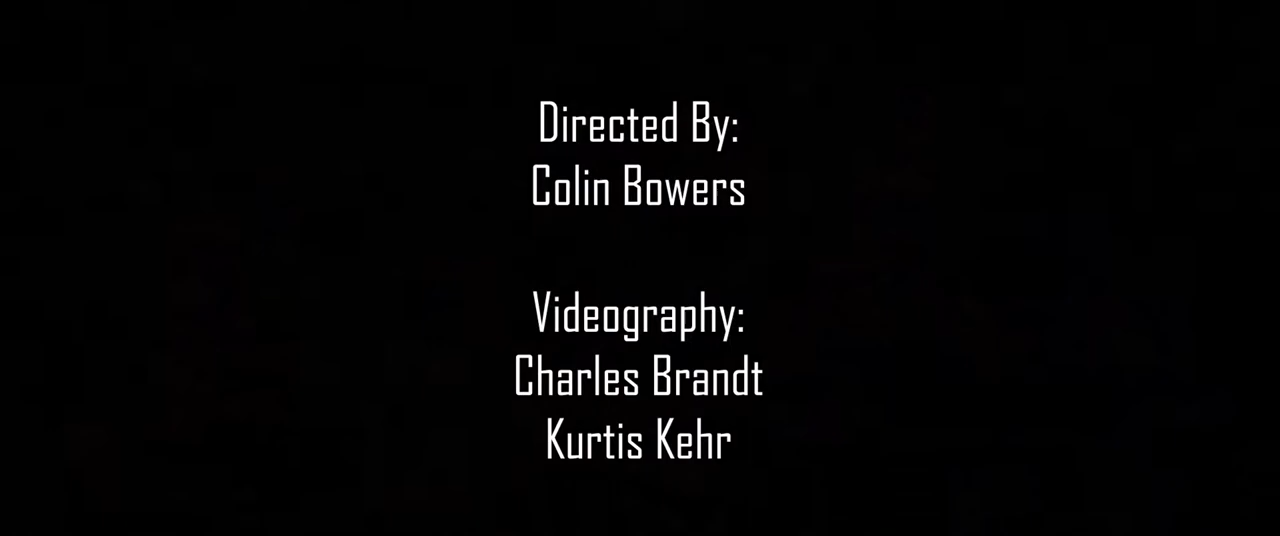 Directed By:
Colin Bowers
Videography:
Charles Brandt
Kurtis Kehr